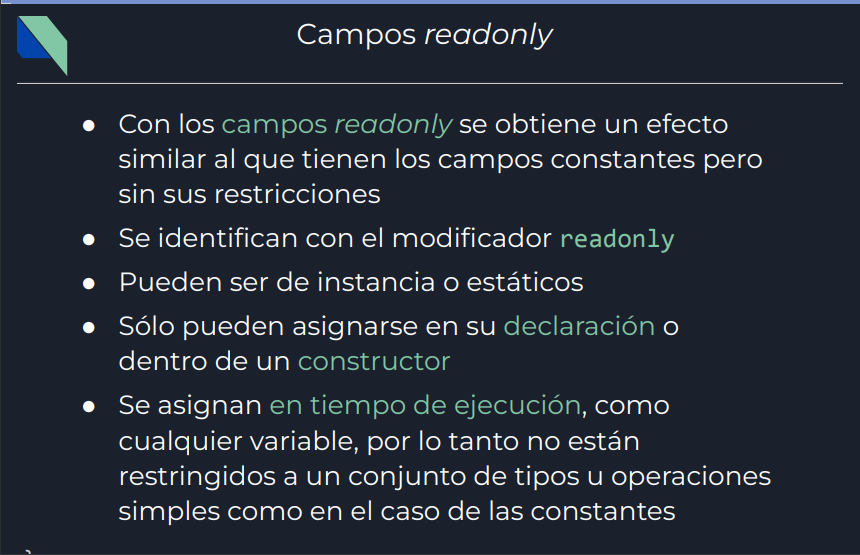 Campos readonly
● Con los campos readonly se obtiene un efecto
similar al que tienen los campos constantes pero
sin sus restricciones
● Se identifican con el modificador readonly
● Pueden ser de instancia o estáticos
● Sólo pueden asignarse en su declaración o
dentro de un constructor
● Se asignan en tiempo de ejecución, como
cualquier variable, por lo tanto no están
restringidos a un conjunto de tipos u operaciones
simples como en el caso de las constantes